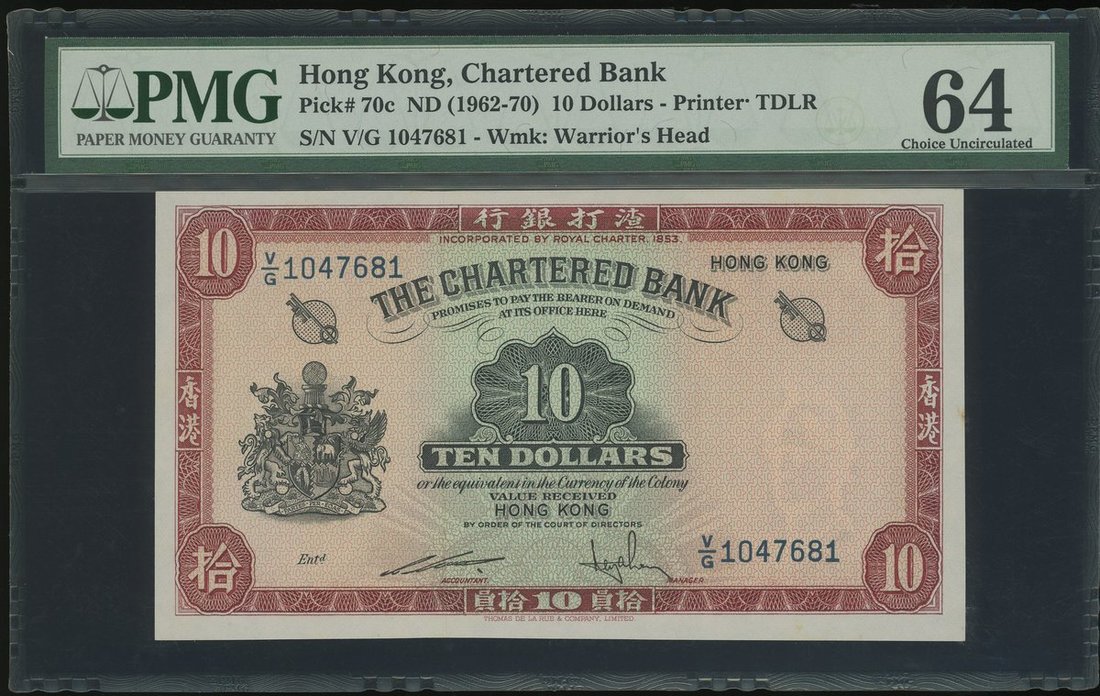 PMG
PAPER MONEY GUARANTY
Hong Kong, Chartered Bank
Pick# 70c ND (1962-70) 10 Dollars - Printer: TDLR
S/N V/G 1047681 - Wmk: Warrior's Head
64
Choice Uncirculated
行銀打渣
INCORPORATED BY ROYAL CHARTER, 1853.
10
拾
V/G 1047681
HONG KONG
THE CHARTERED BANK
PROMISES TO PAY THE BEARER ON DEMAND
AT ITS OFFICE HERE
10
香港
香港
TEN DOLLARS
or the equivalent in the Currency of the Colony
VALUE RECEIVED
HONG KONG
BY ORDER OF THE COURT OF DIRECTORS
V/G 1047681
拾
10
Entd
ACCOUNTANT.
MANAGER.
員拾 10 員拾
THOMAS DE LA RUE & COMPANY, LIMITED.